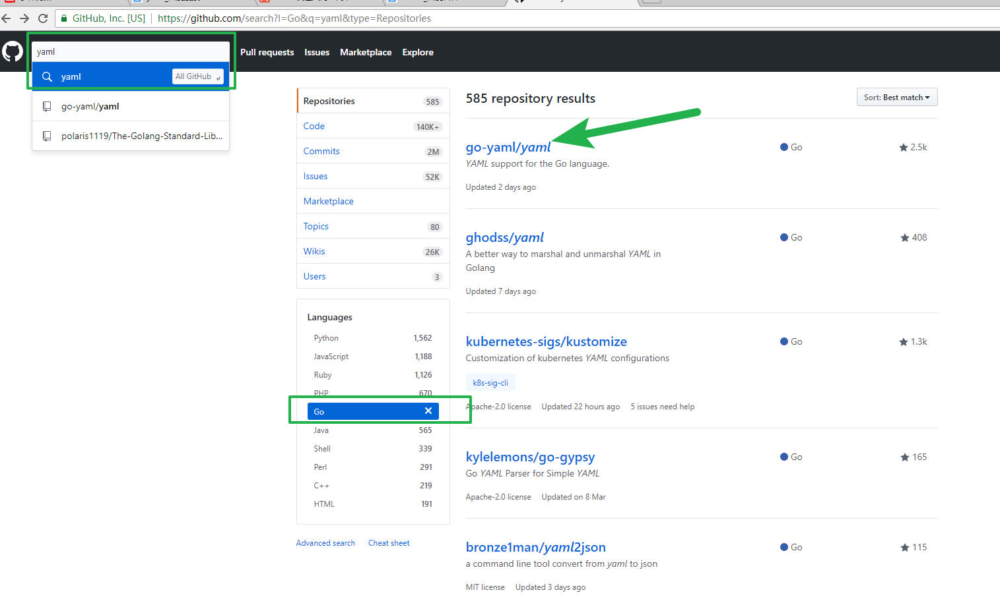 GitHub, Inc. [US] | https://github.com/search?l=Go&q=yaml&type=Repositories
yaml
Pull requests Issues Marketplace Explore
yaml All GitHub
go-yaml/yaml
polaris1119/The-Golang-Standard-Lib...
Repositories 585
Code 140K+
Commits 2M
Issues 52K
Marketplace
Topics 80
Wikis 26K
Users 3
Languages
Python 1,562
JavaScript 1,188
Ruby 1,126
PHP 670
Go
Java 565
Shell 339
Perl 291
C++ 219
HTML 191
Advanced search Cheat sheet
585 repository results
Sort: Best match
go-yaml/yaml Go 2.5k
YAML support for the Go language.
Updated 2 days ago
ghodss/yaml Go 408
A better way to marshal and unmarshal YAML in
Golang
Updated 7 days ago
kubernetes-sigs/kustomize Go 1.3k
Customization of kubernetes YAML configurations
k8s-sig-cli
Apache-2.0 license Updated 22 hours ago 5 issues need help
kylelemons/go-gypsy Go 165
Go YAML Parser for Simple YAML
Apache-2.0 license Updated on 8 Mar
bronze1man/yaml2json Go 115
a command line tool convert from yaml to json
MIT license Updated 3 days ago